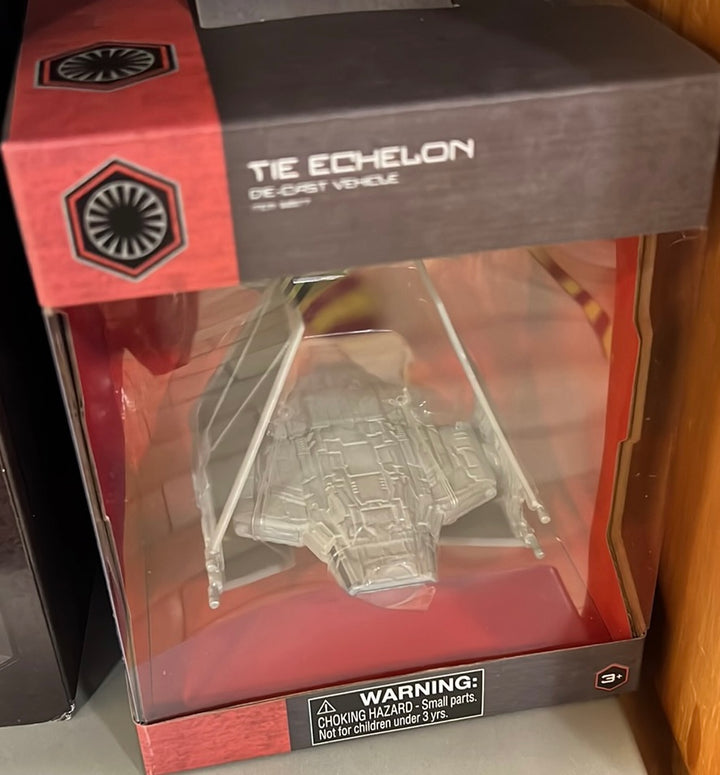 TIE ECHELON
DIE-CAST VEHICLE
WARNING:
CHOKING HAZARD - Small parts.
Not for children under 3 yrs.
3+